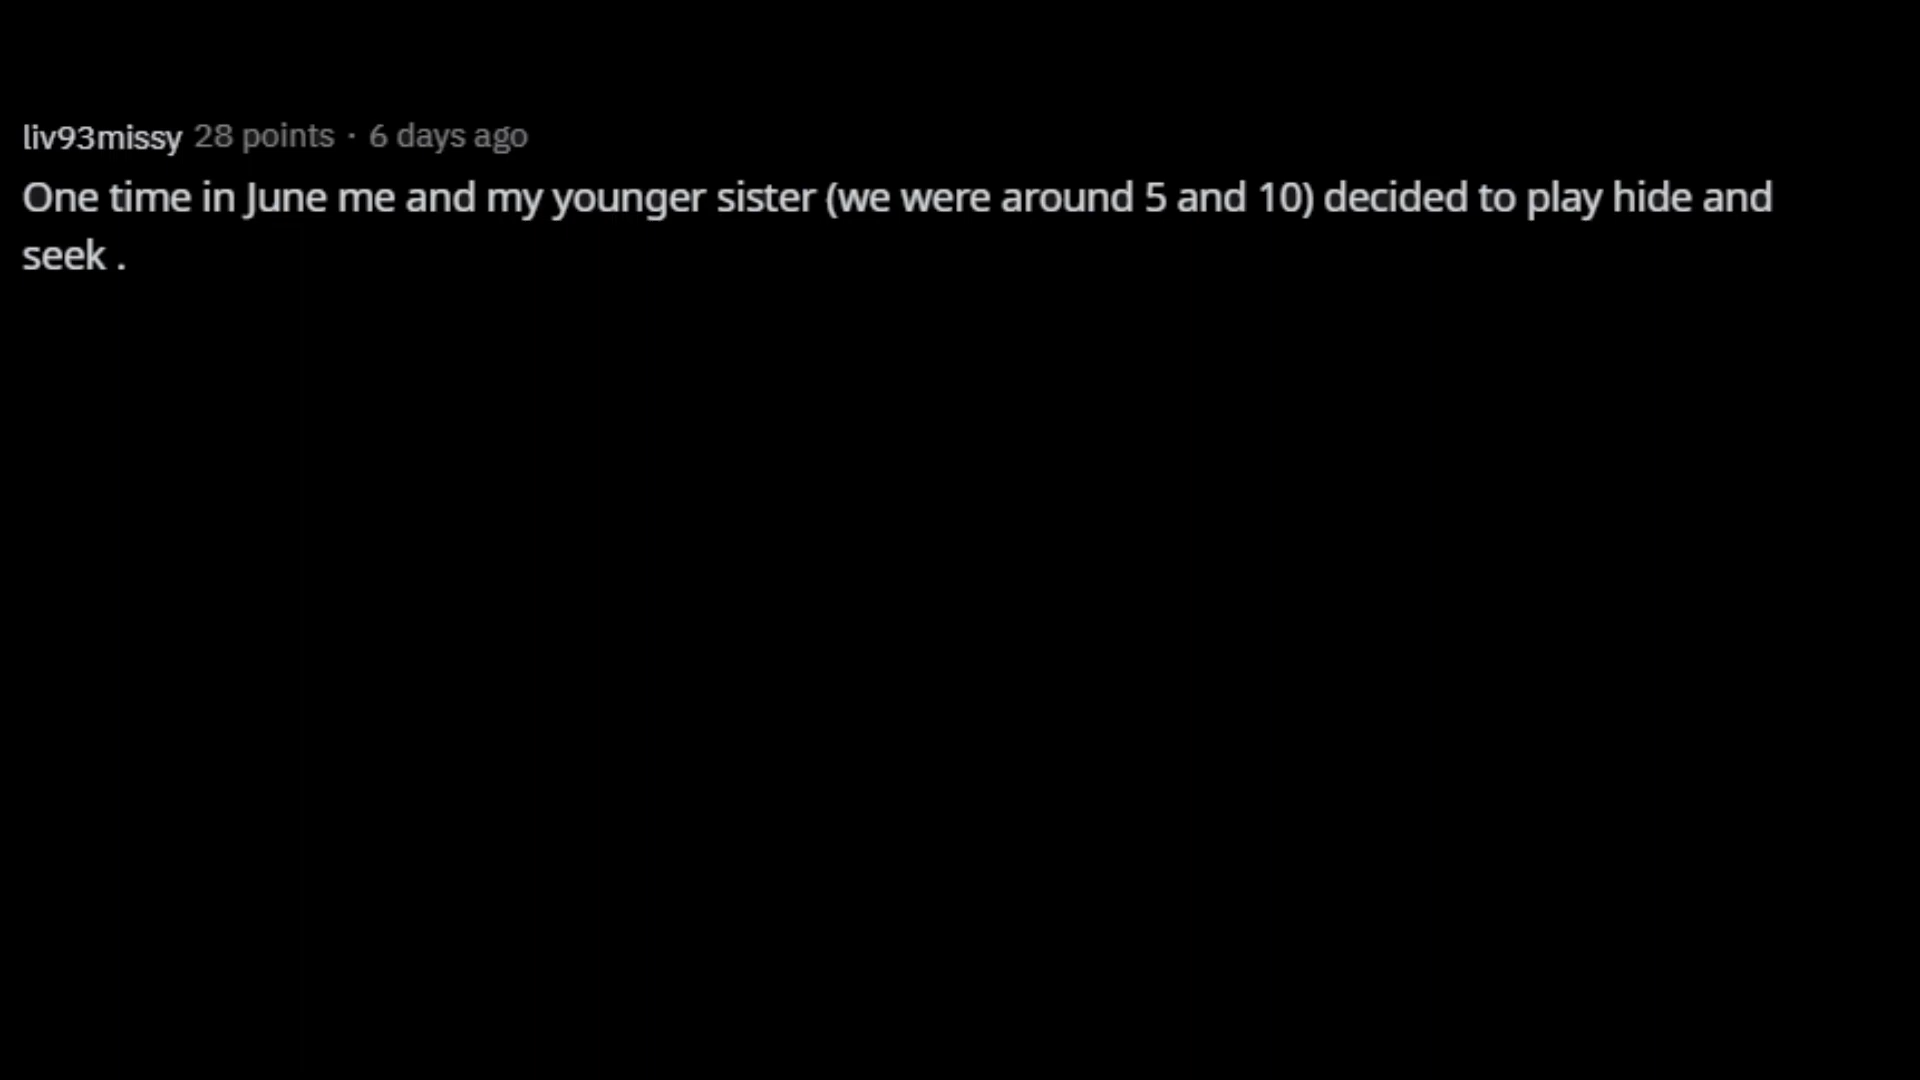 liv93missy 28 points · 6 days ago
One time in June me and my younger sister (we were around 5 and 10) decided to play hide and
seek .